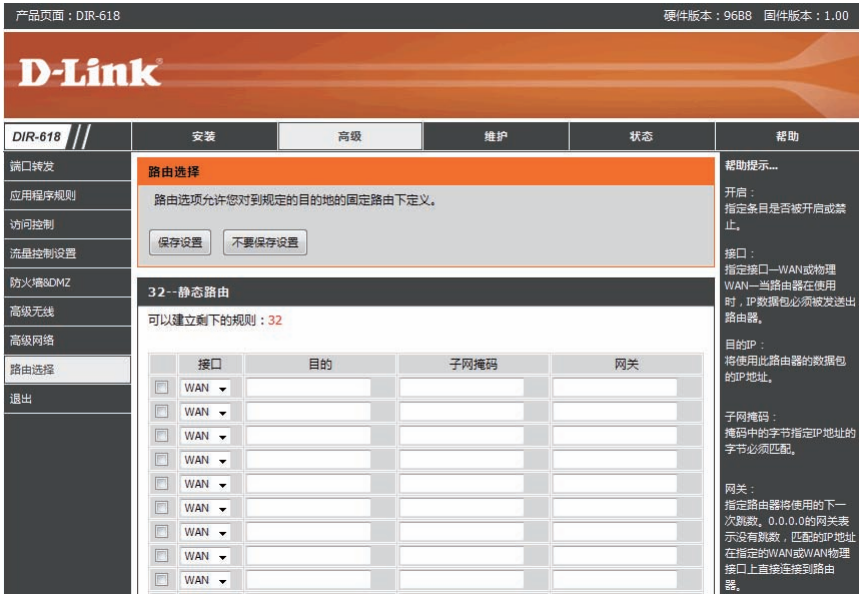 产品页面：DIR-618 硬件版本：96B8 固件版本：1.00
D-Link
DIR-618 安装 高级 维护 状态 帮助
端口转发
应用程序规则
访问控制
流量控制设置
防火墙&DMZ
高级无线
高级网络
路由选择
退出
路由选择
路由选项允许您对到规定的目的地的固定路由下定义。
保存设置 不要保存设置
32--静态路由
可以建立剩下的规则：32
接口 目的 子网掩码 网关
WAN
WAN
WAN
WAN
WAN
WAN
WAN
WAN
WAN
帮助提示...
开启：
指定条目是否被开启或禁
止。
接口：
指定接口—WAN或物理
WAN—当路由器在使用
时，IP数据包必须被发送出
路由器。
目的IP：
将使用此路由器的数据包
的IP地址。
子网掩码：
掩码中的字节指定IP地址的
字节必须匹配。
网关：
指定路由器将使用的下一
次跳数。0.0.0.0的网关表
示没有跳数，匹配的IP地址
在指定的WAN或WAN物理
接口上直接连接到路由
器。